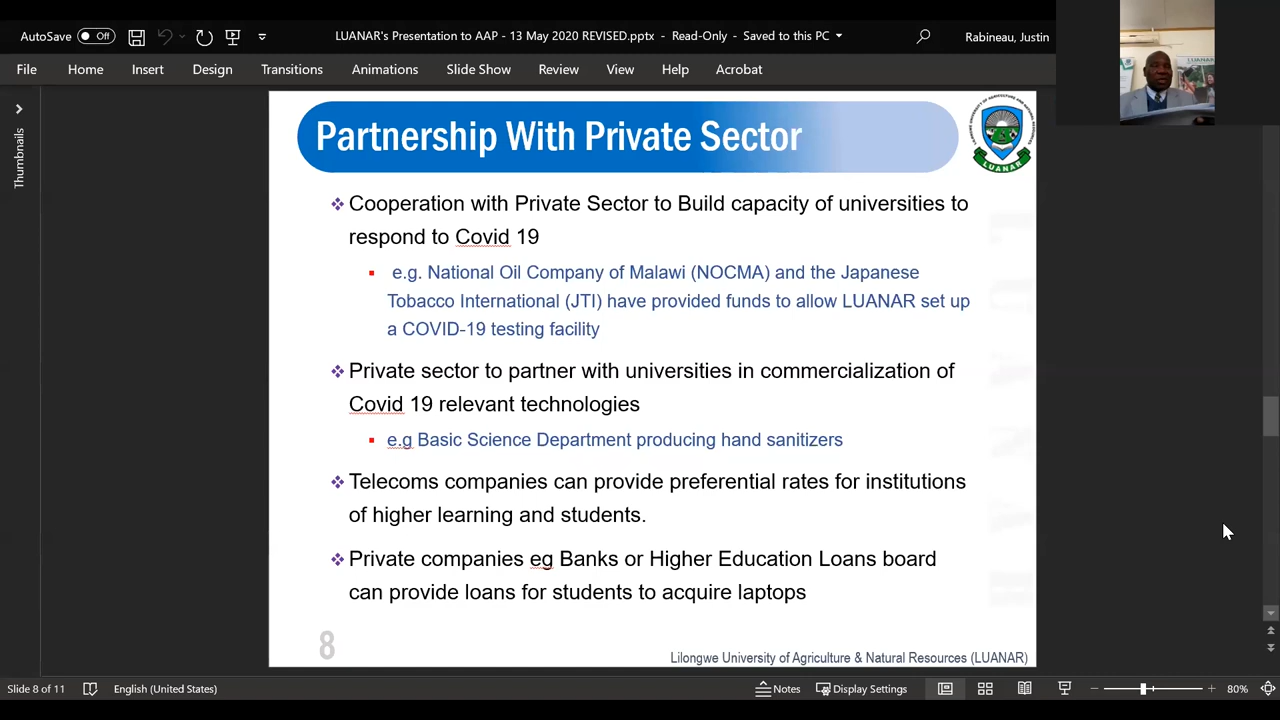 AutoSave Off LUANAR's Presentation to AAP - 13 May 2020 REVISED.pptx - Read-Only - Saved to this PC Rabineau, Justin
File Home Insert Design Transitions Animations Slide Show Review View Help Acrobat
Thumbnails
Partnership With Private Sector
LUANAR
Cooperation with Private Sector to Build capacity of universities to
respond to Covid 19
e.g. National Oil Company of Malawi (NOCMA) and the Japanese
Tobacco International (JTI) have provided funds to allow LUANAR set up
a COVID-19 testing facility
Private sector to partner with universities in commercialization of
Covid 19 relevant technologies
e.g Basic Science Department producing hand sanitizers
Telecoms companies can provide preferential rates for institutions
of higher learning and students.
Private companies eg Banks or Higher Education Loans board
can provide loans for students to acquire laptops
8
Lilongwe University of Agriculture & Natural Resources (LUANAR)
Slide 8 of 11 English (United States) Notes Display Settings 80%